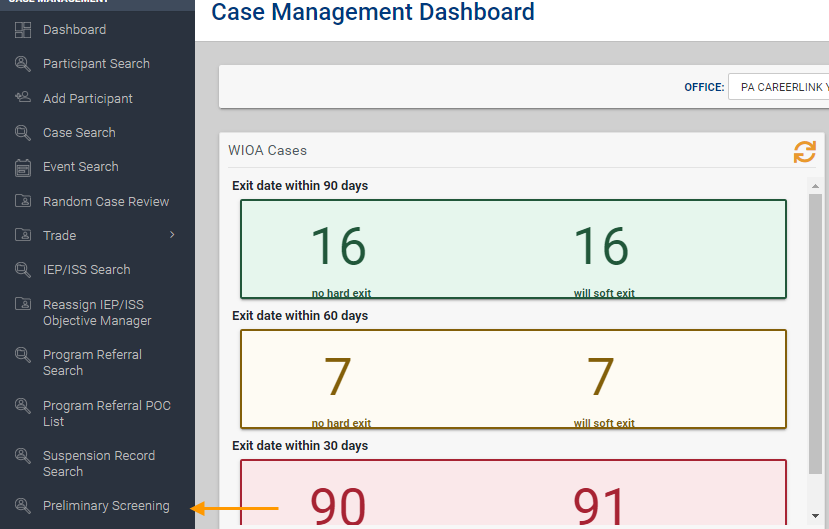 CASE MANAGEMENT
Case Management Dashboard
Dashboard
Participant Search
Add Participant
Case Search
Event Search
Random Case Review
Trade
IEP/ISS Search
Reassign IEP/ISS
Objective Manager
Program Referral
Search
Program Referral POC
List
Suspension Record
Search
Preliminary Screening
OFFICE: PA CAREERLINK Y
WIOA Cases
Exit date within 90 days
16 16
no hard exit will soft exit
Exit date within 60 days
7 7
no hard exit will soft exit
Exit date within 30 days
90 91